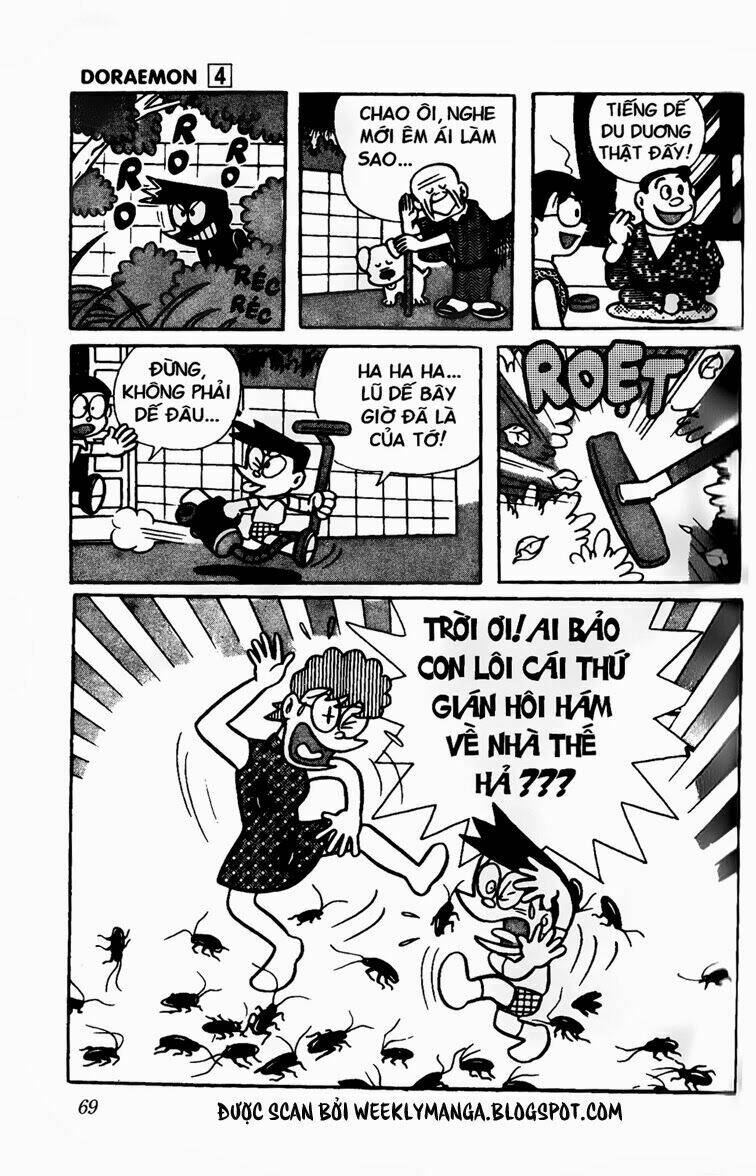 DORAEMON 4
RO
RO
RO
RÉC
RÉC
CHAO ÔI, NGHE
MỚI ÊM ÁI LÀM
SAO...
TIẾNG DẾ
DU DƯƠNG
THẬT ĐẤY!
ĐỪNG,
KHÔNG PHẢI
DẾ ĐÂU...
HA HA HA...
LŨ DẾ BÂY
GIỜ ĐÃ LÀ
CỦA TỚ!
ROẸT
TRỜI ƠI! AI BẢO
CON LÔI CÁI THỨ
GIÁN HÔI HÁM
VỀ NHÀ THẾ
HẢ???
69
ĐƯỢC SCAN BỞI WEEKLYMANGA.BLOGSPOT.COM